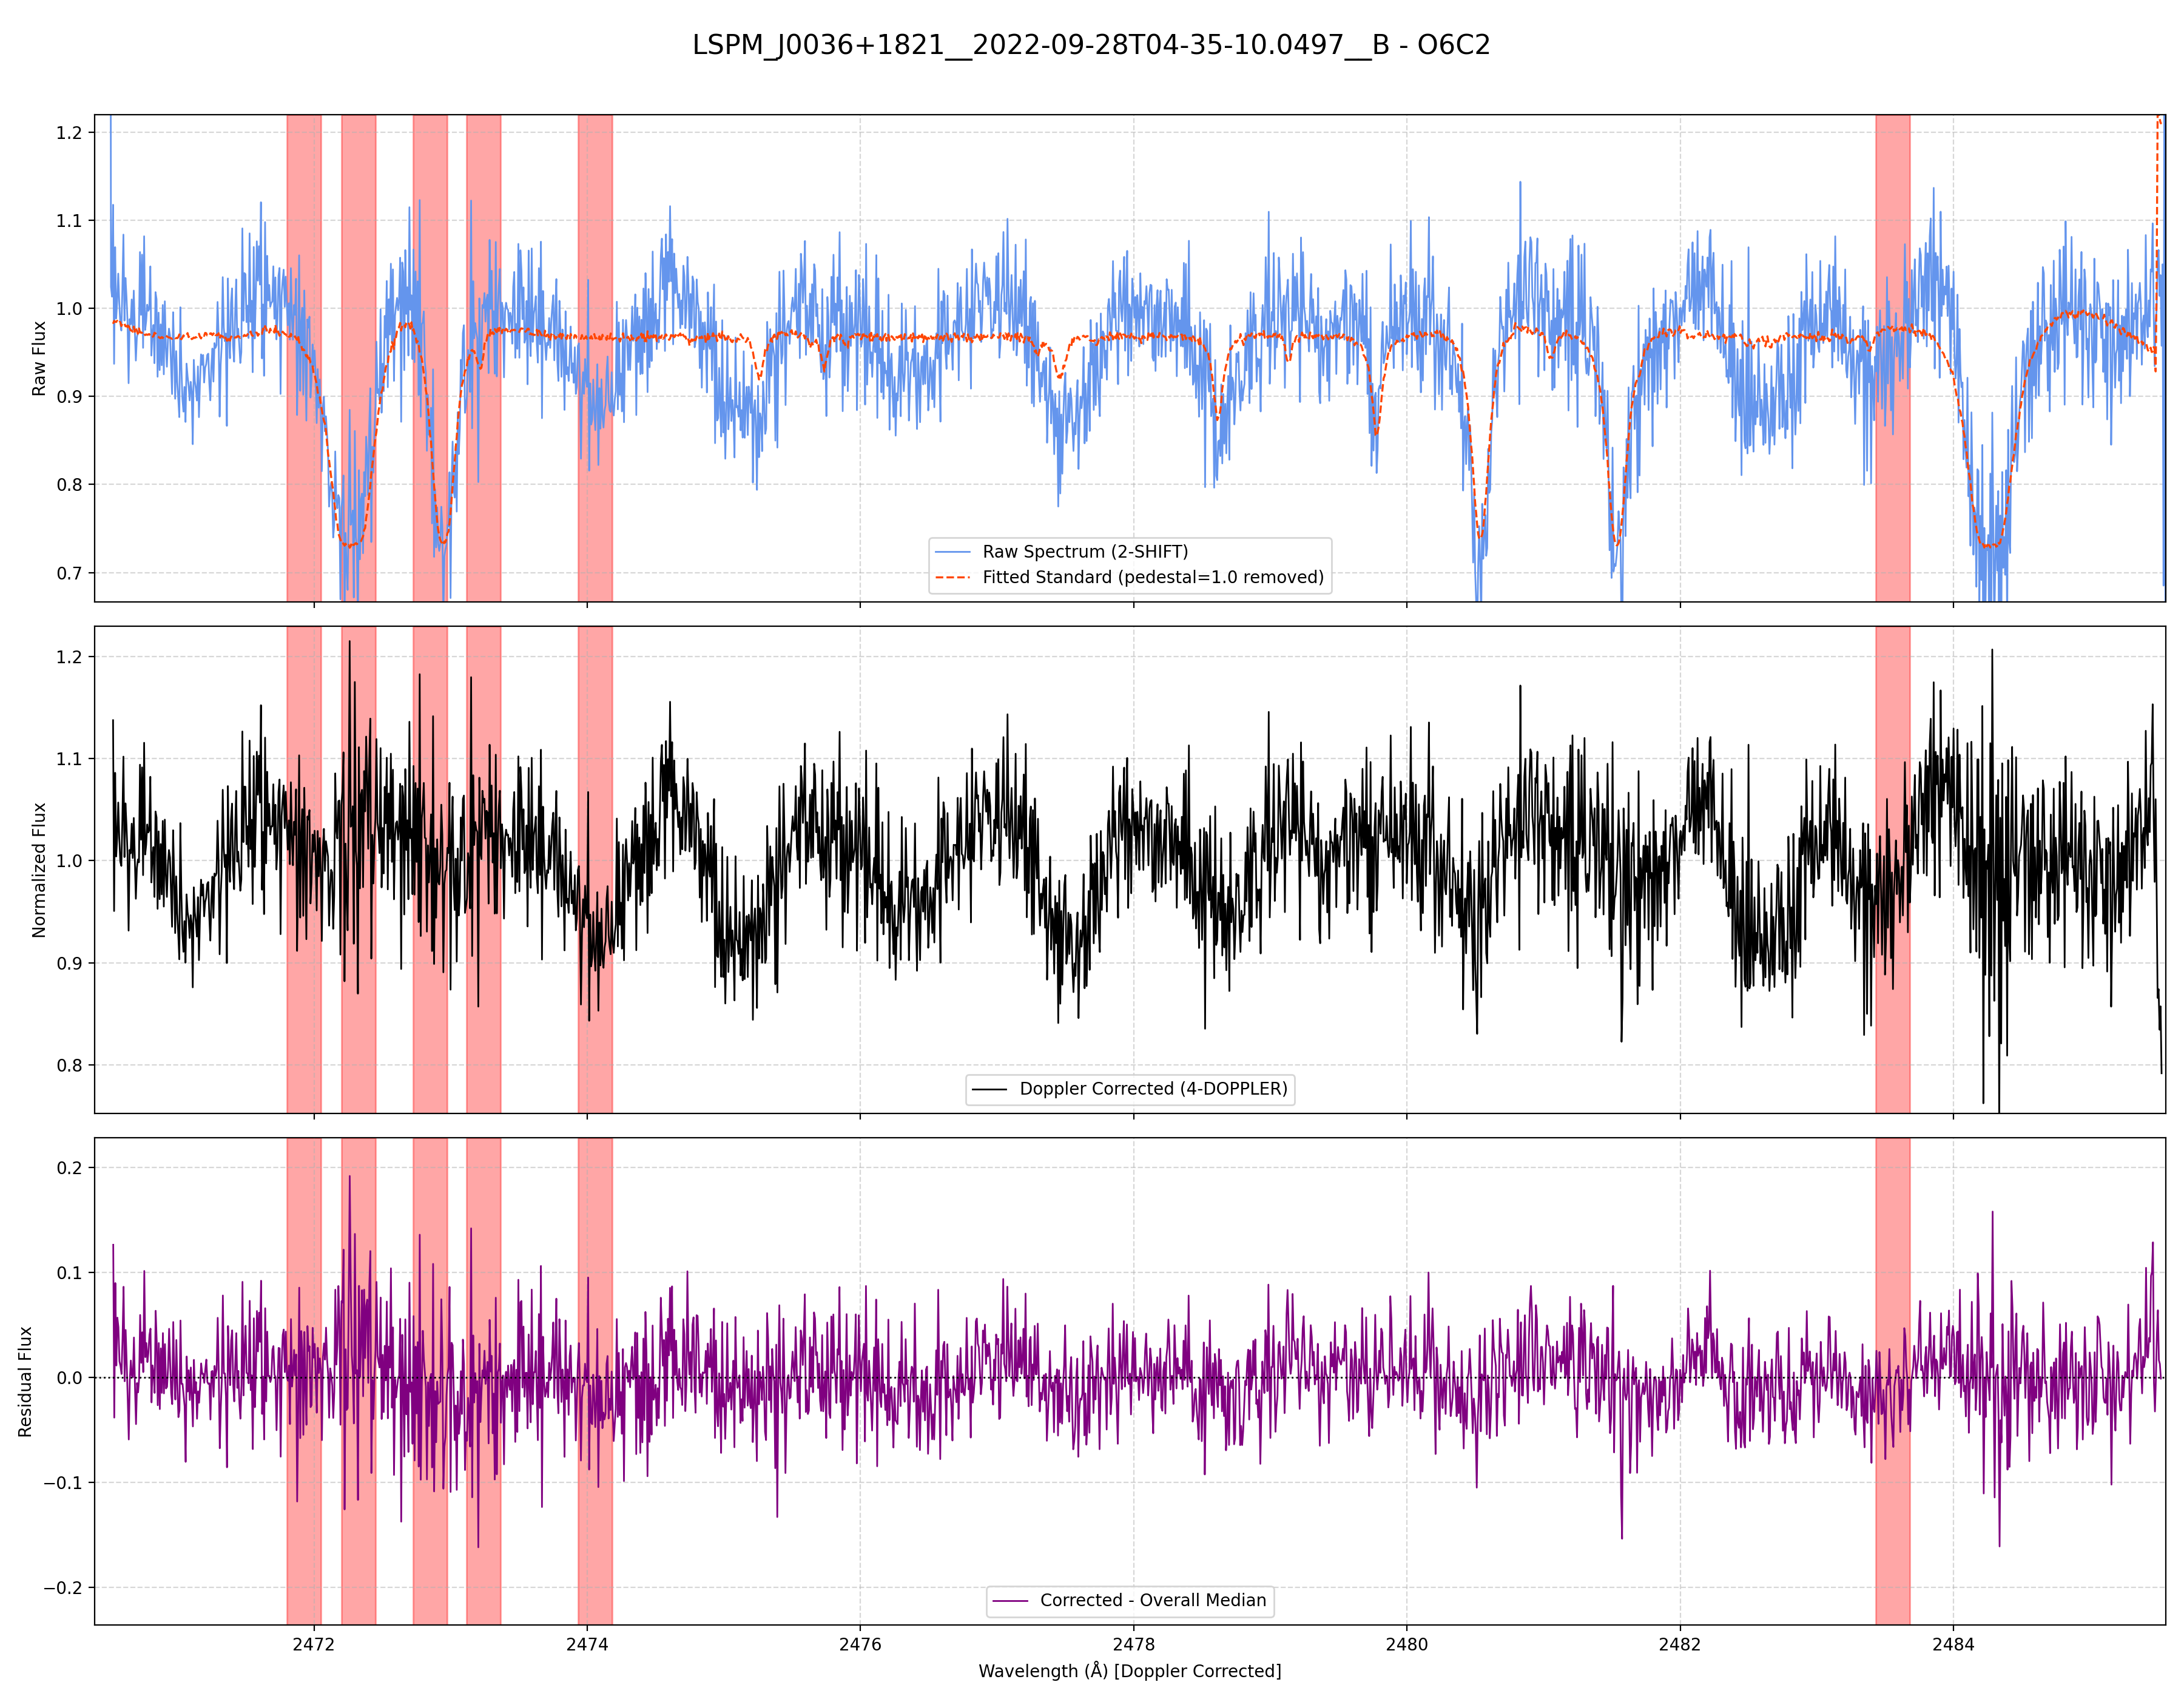 LSPM_J0036+1821__2022-09-28T04-35-10.0497__B - O6C2
1.2
1.1
1.0
0.9
0.8
0.7
Raw Flux
Raw Spectrum (2-SHIFT)
Fitted Standard (pedestal=1.0 removed)
1.2
1.1
1.0
0.9
0.8
Normalized Flux
Doppler Corrected (4-DOPPLER)
0.2
0.1
0.0
−0.1
−0.2
Residual Flux
Corrected - Overall Median
2472 2474 2476 2478 2480 2482 2484
Wavelength (Å) [Doppler Corrected]